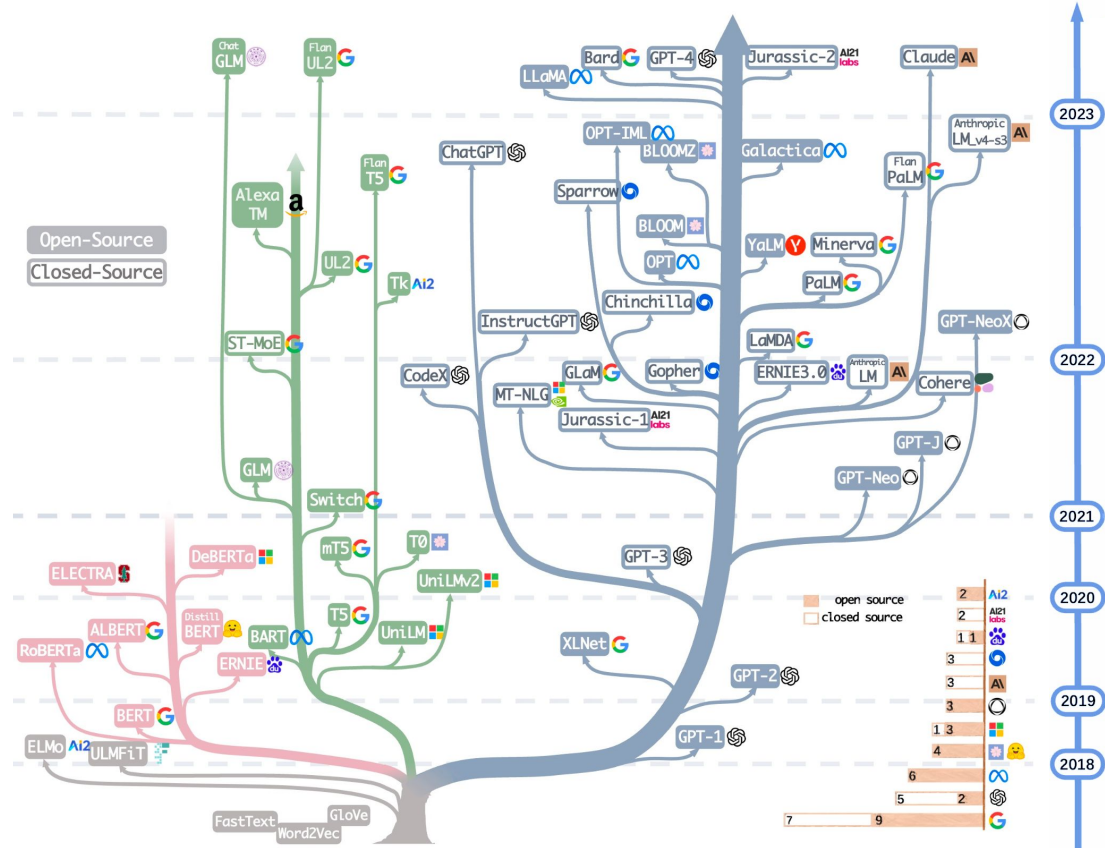 Chat
GLM
Flan
UL2
Bard
GPT-4
Jurassic-2
AI21
labs
Claude
A\
LLaMA
2023
OPT-IML
Anthropic
LM_v4-s3
A\
ChatGPT
BLOOMZ
Galactica
Flan
T5
Flan
PaLM
Alexa
TM
a
Sparrow
Open-Source
BLOOM
YaLM
Y
Minerva
Closed-Source
UL2
OPT
Tk
Ai2
PaLM
Chinchilla
InstructGPT
GPT-NeoX
ST-MoE
LaMDA
2022
CodeX
GLaM
Gopher
ERNIE3.0
du
Anthropic
LM
A\
Cohere
MT-NLG
Jurassic-1
AI21
labs
GPT-J
GLM
GPT-Neo
Switch
2021
DeBERTa
mT5
T0
GPT-3
ELECTRA
UniLMv2
open source
2
Ai2
2020
closed source
2
AI21
labs
ALBERT
Distill
BERT
T5
BART
UniLM
1 1
du
RoBERTa
ERNIE
du
XLNet
3
GPT-2
3
A\
BERT
3
2019
ELMo
Ai2
ULMFiT
GPT-1
1 3
4
2018
6
5 2
FastText
Word2Vec
GloVe
7 9